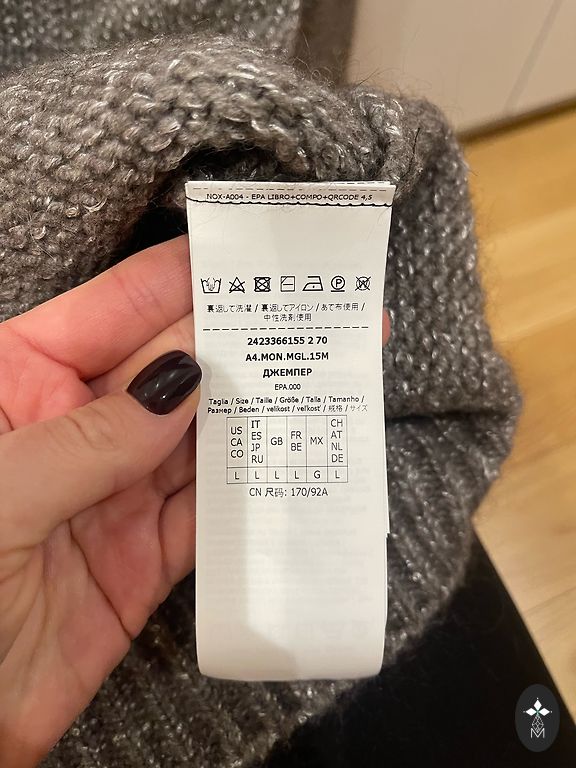 NOX-A004 - EPA LIBRO+COMPO+QRCODE 4,5
裏返して洗濯 / 裏返してアイロン / あて布使用 /
中性洗剤使用
2423366155 2 70
A4.MON.MGL.15M
ДЖЕМПЕР
EPA.000
Taglia / Size / Taille / Größe / Talla / Tamanho /
Размер / Beden / velikost / veľkosť / 规格 / サイズ
US CA CO IT ES JP RU GB FR BE MX CH AT NL DE
L L L L G L
CN 尺码: 170/92A
M